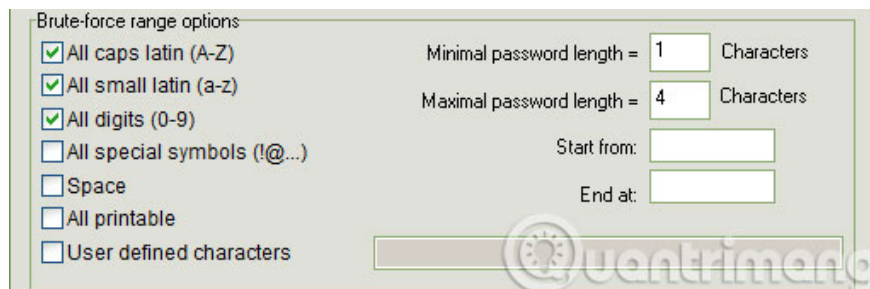 Brute-force range options
All caps latin (A-Z)
All small latin (a-z)
All digits (0-9)
All special symbols (!@...)
Space
All printable
User defined characters
Minimal password length = 1 Characters
Maximal password length = 4 Characters
Start from:
End at:
Quantrimang